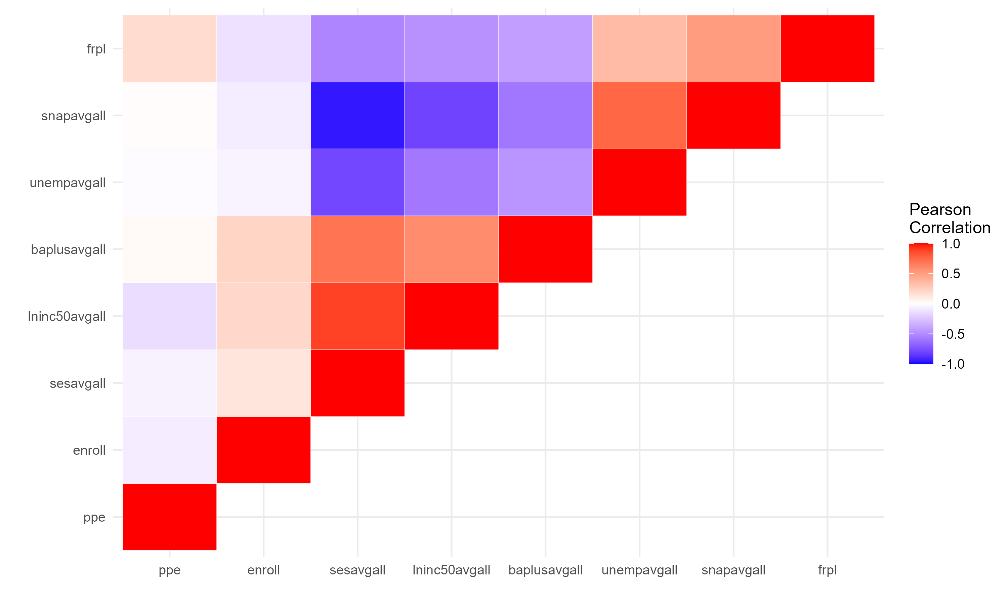 frpl
snapavgall
unempavgall
baplusavgall
lninc50avgall
sesavgall
enroll
ppe
ppe enroll sesavgall lninc50avgall baplusavgall unempavgall snapavgall frpl
Pearson
Correlation
1.0
0.5
0.0
-0.5
-1.0